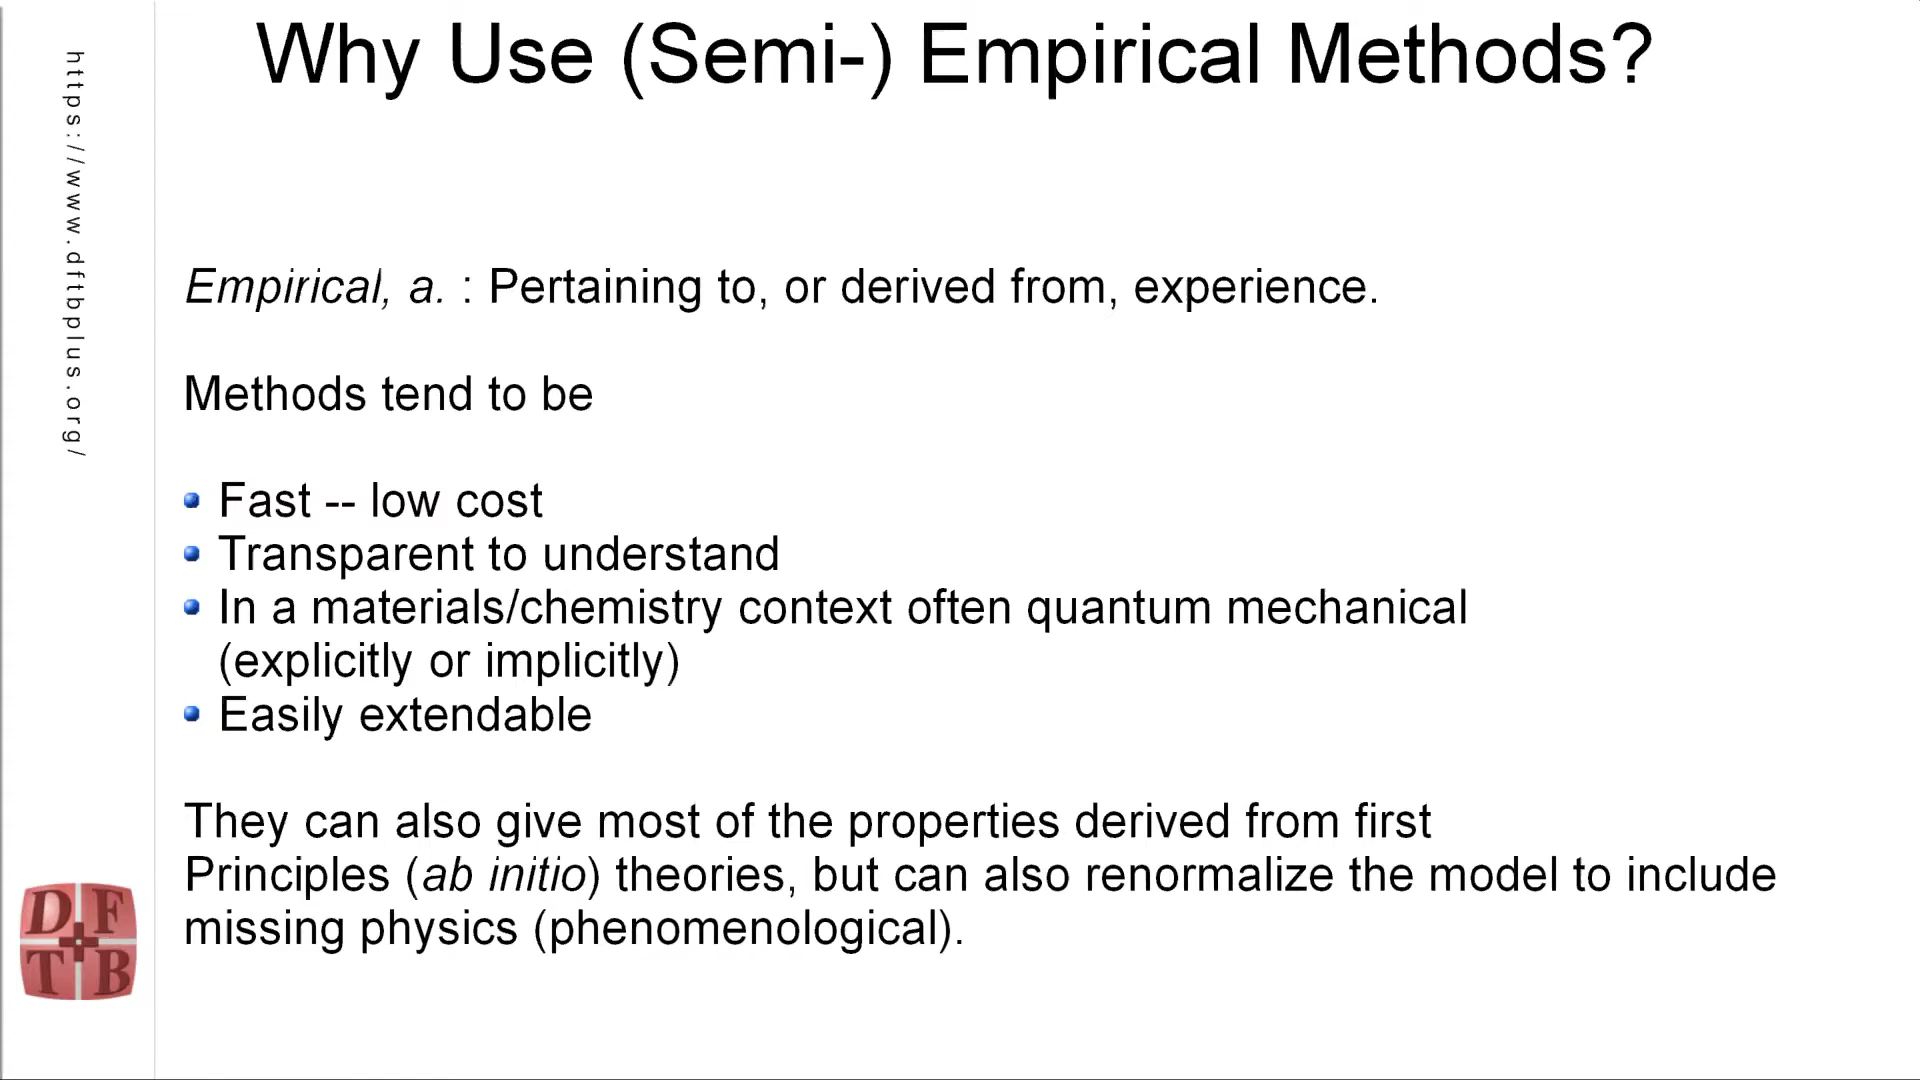 Why Use (Semi-) Empirical Methods?
https://www.dftbplus.org/
Empirical, a. : Pertaining to, or derived from, experience.
Methods tend to be
Fast -- low cost
Transparent to understand
In a materials/chemistry context often quantum mechanical
(explicitly or implicitly)
Easily extendable
They can also give most of the properties derived from first
Principles (ab initio) theories, but can also renormalize the model to include
missing physics (phenomenological).
D F
T B